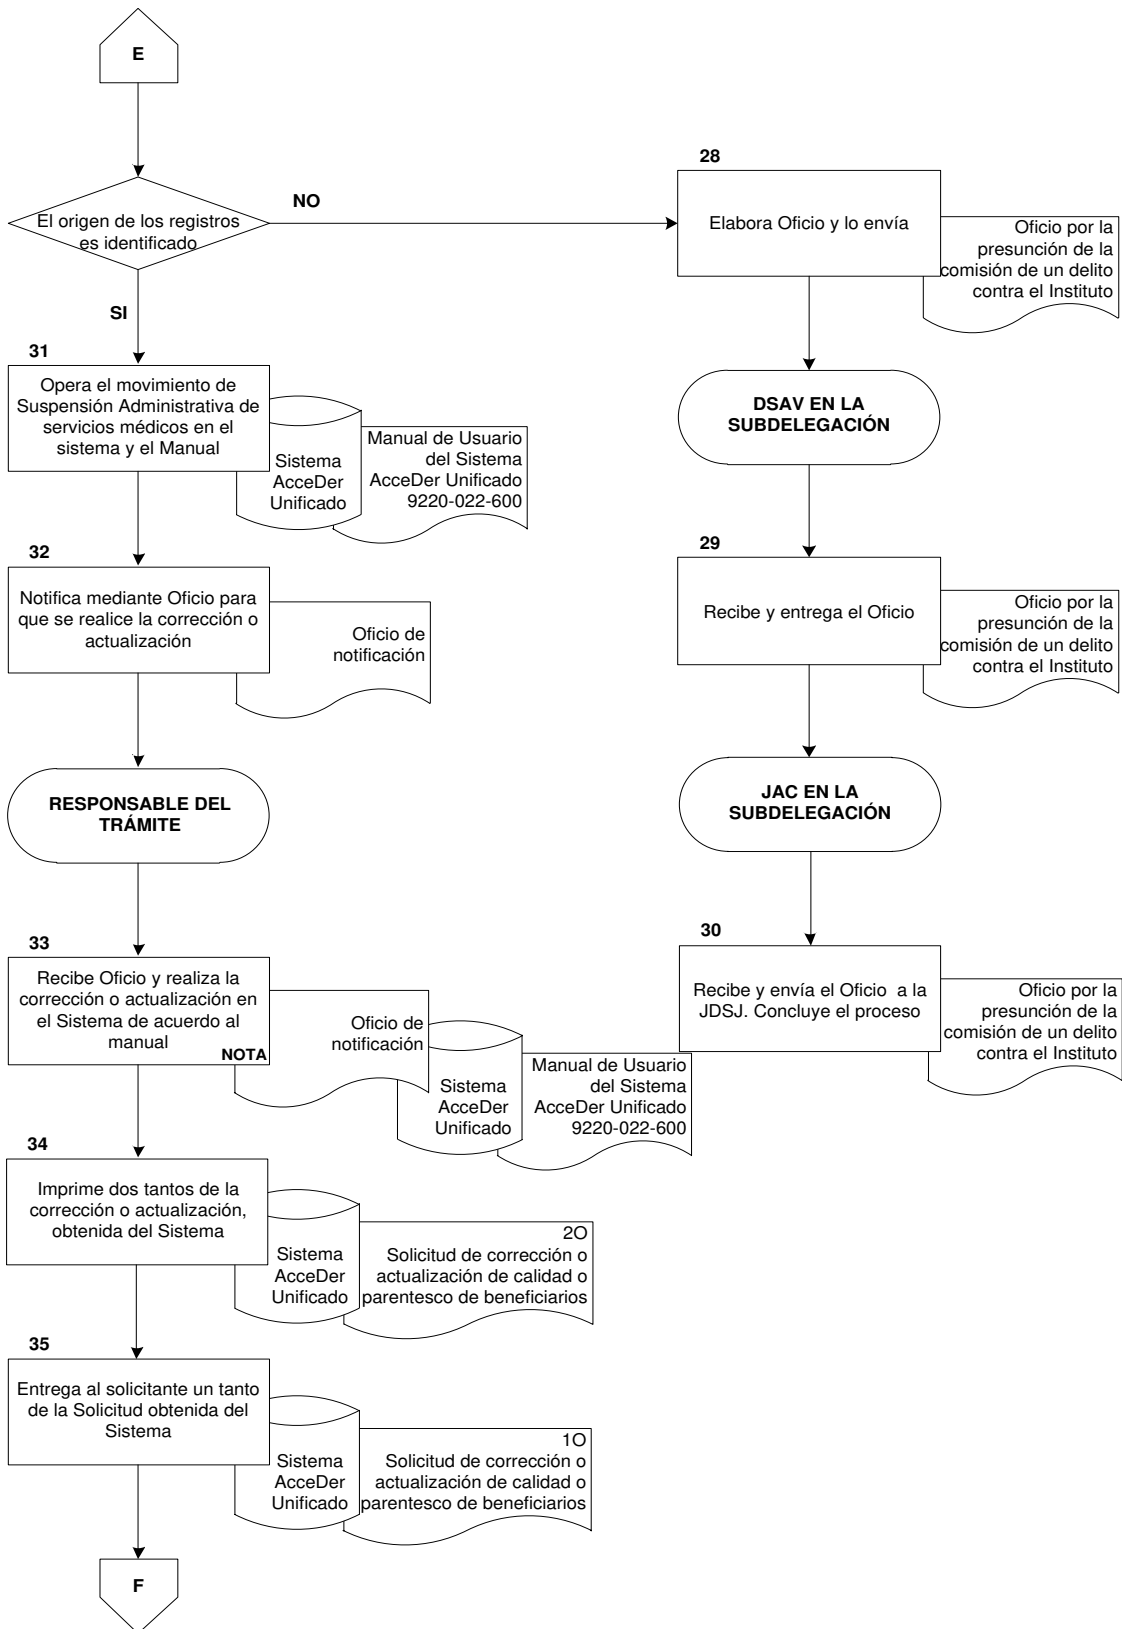 E
El origen de los registros
es identificado
NO
SI
28
Elabora Oficio y lo envía
Oficio por la
presunción de la
comisión de un delito
contra el Instituto
DSAV EN LA
SUBDELEGACIÓN
29
Recibe y entrega el Oficio
Oficio por la
presunción de la
comisión de un delito
contra el Instituto
JAC EN LA
SUBDELEGACIÓN
30
Recibe y envía el Oficio a la
JDSJ. Concluye el proceso
Oficio por la
presunción de la
comisión de un delito
contra el Instituto
31
Opera el movimiento de
Suspensión Administrativa de
servicios médicos en el
sistema y el Manual
Sistema
AcceDer
Unificado
Manual de Usuario
del Sistema
AcceDer Unificado
9220-022-600
32
Notifica mediante Oficio para
que se realice la corrección o
actualización
Oficio de
notificación
RESPONSABLE DEL
TRÁMITE
33
Recibe Oficio y realiza la
corrección o actualización en
el Sistema de acuerdo al
manual
NOTA
Oficio de
notificación
Sistema
AcceDer
Unificado
Manual de Usuario
del Sistema
AcceDer Unificado
9220-022-600
34
Imprime dos tantos de la
corrección o actualización,
obtenida del Sistema
Sistema
AcceDer
Unificado
2O
Solicitud de corrección o
actualización de calidad o
parentesco de beneficiarios
35
Entrega al solicitante un tanto
de la Solicitud obtenida del
Sistema
Sistema
AcceDer
Unificado
1O
Solicitud de corrección o
actualización de calidad o
parentesco de beneficiarios
F